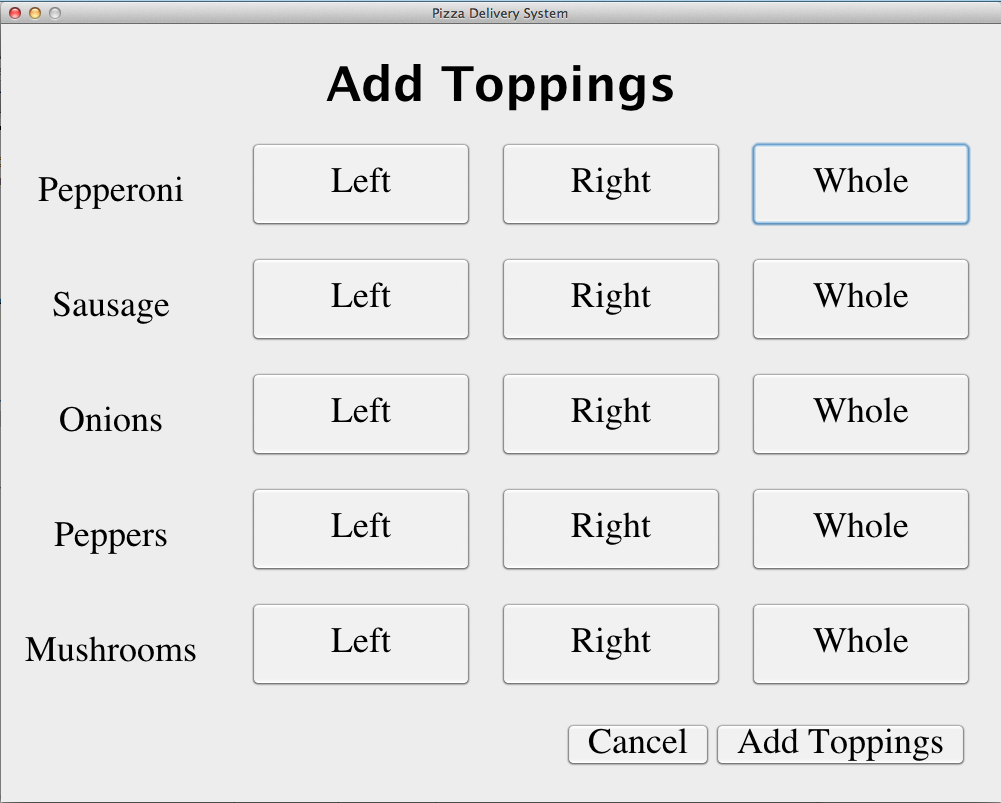 Pizza Delivery System
Add Toppings
Pepperoni Left Right Whole
Sausage Left Right Whole
Onions Left Right Whole
Peppers Left Right Whole
Mushrooms Left Right Whole
Cancel Add Toppings